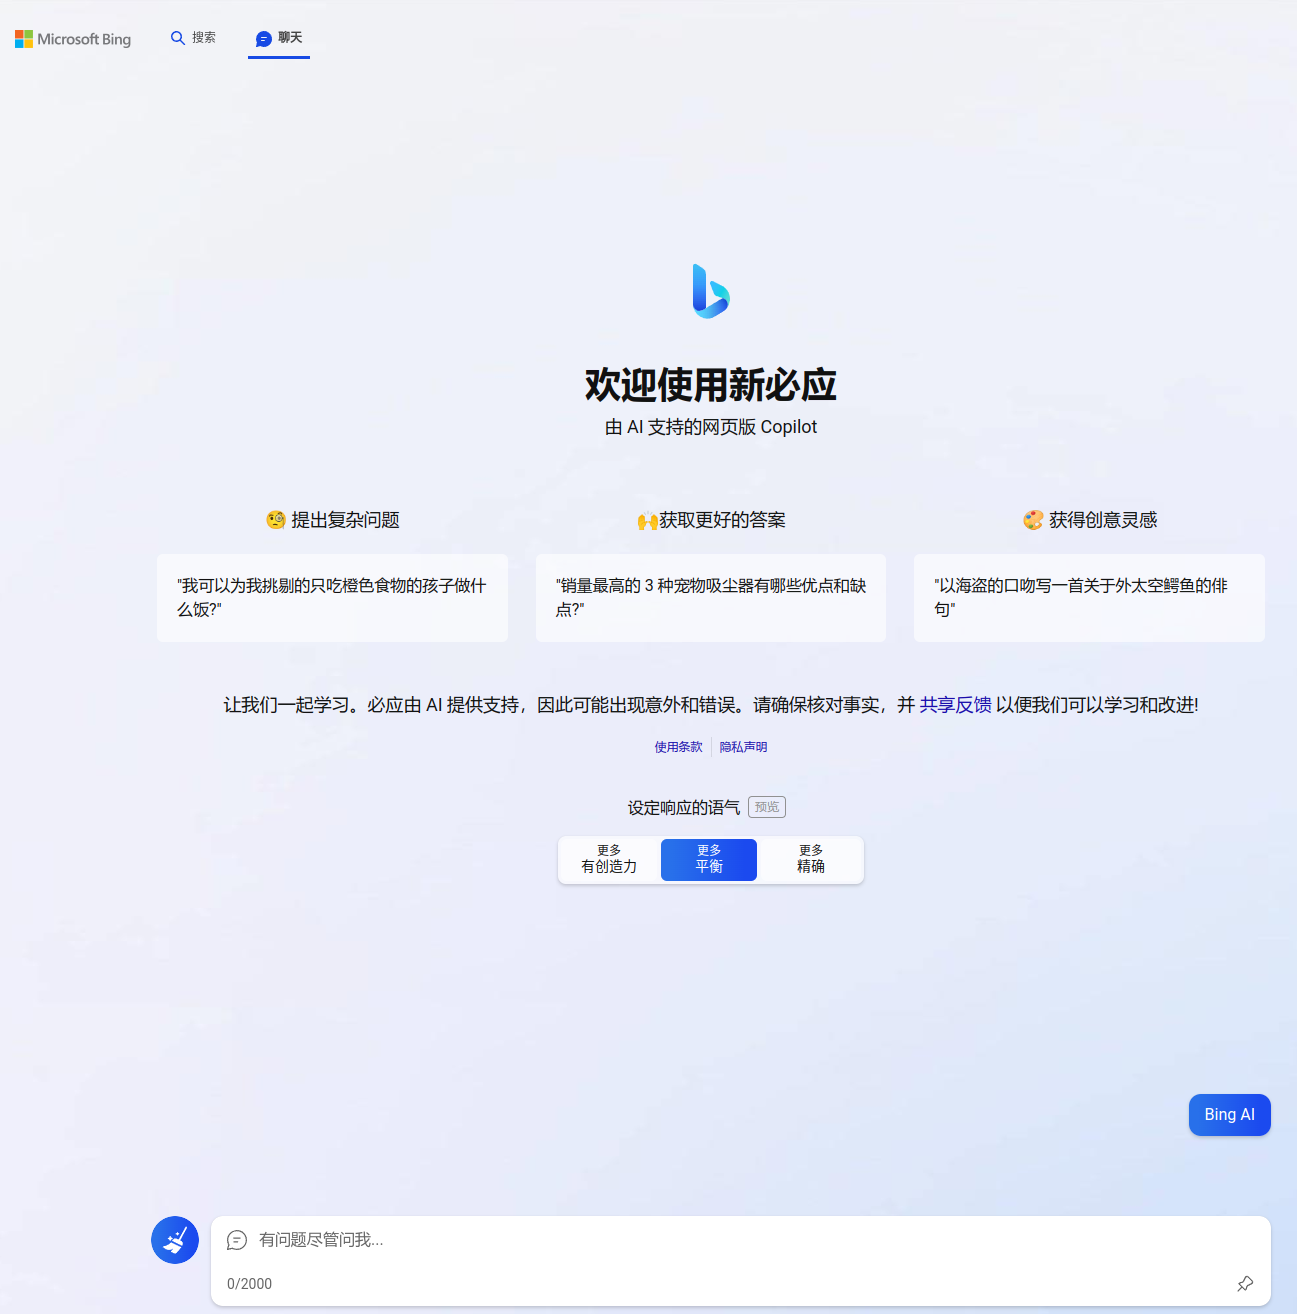 Microsoft Bing
搜索
聊天
欢迎使用新必应
由 AI 支持的网页版 Copilot
提出复杂问题
获取更好的答案
获得创意灵感
"我可以为我挑剔的只吃橙色食物的孩子做什
么饭?"
"销量最高的 3 种宠物吸尘器有哪些优点和缺
点?"
"以海盗的口吻写一首关于外太空鳄鱼的俳
句"
让我们一起学习。必应由 AI 提供支持，因此可能出现意外和错误。请确保核对事实，并 共享反馈 以便我们可以学习和改进!
使用条款
隐私声明
设定响应的语气 预览
更多
有创造力
更多
平衡
更多
精确
Bing AI
有问题尽管问我...
0/2000